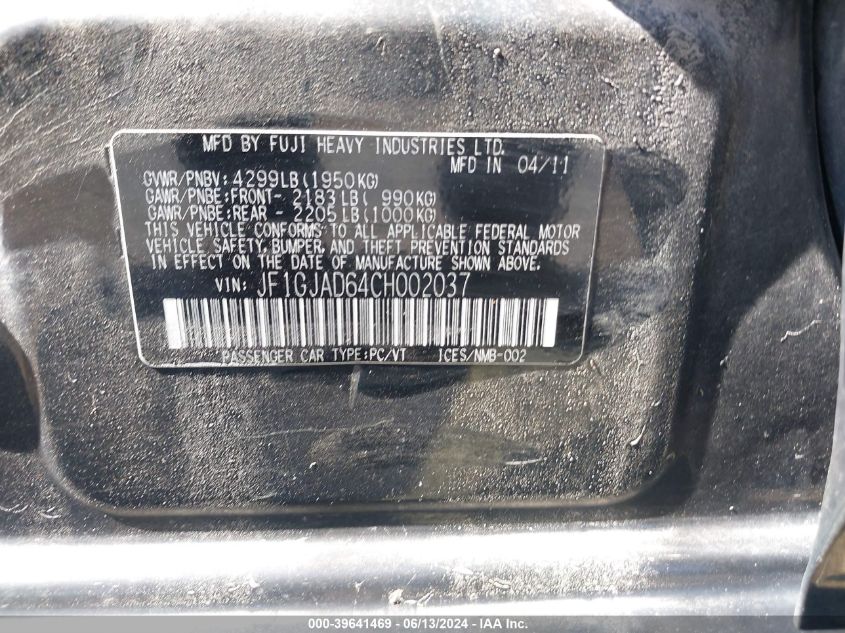 MFD BY FUJI HEAVY INDUSTRIES LTD.
MFD IN 04/11
GVWR/PNBV:4299LB(1950KG)
GAWR/PNBE:FRONT- 2183LB( 990KG)
GAWR/PNBE:REAR - 2205LB(1000KG)
THIS VEHICLE CONFORMS TO ALL APPLICABLE FEDERAL MOTOR
VEHICLE SAFETY, BUMPER, AND THEFT PREVENTION STANDARDS
IN EFFECT ON THE DATE OF MANUFACTURE SHOWN ABOVE.
VIN: JF1GJAD64CH002037
PASSENGER CAR TYPE:PC/VT ICES/NMB-002
000-39641469 - 06/13/2024 - IAA Inc.